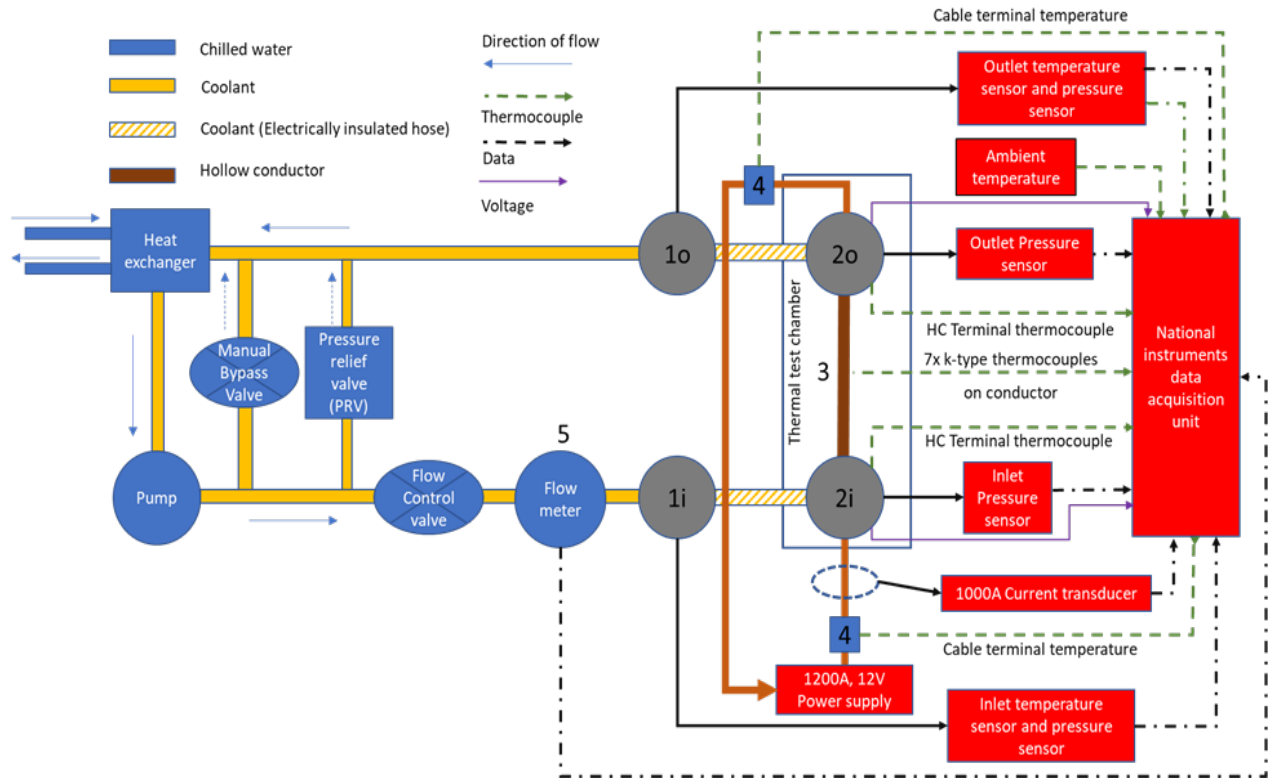 Chilled water
Coolant
Coolant (Electrically insulated hose)
Hollow conductor
Direction of flow
Thermocouple
Data
Voltage
Cable terminal temperature
Outlet temperature
sensor and pressure
sensor
Ambient
temperature
4
Heat
exchanger
1o
2o
Outlet Pressure
sensor
HC Terminal thermocouple
Manual
Bypass
Valve
Pressure
relief
valve
(PRV)
Thermal test chamber
3
7x k-type thermocouples
on conductor
National
instruments
data
acquisition
unit
HC Terminal thermocouple
5
Pump
Flow
Control
valve
Flow
meter
1i
2i
Inlet
Pressure
sensor
1000A Current transducer
4
Cable terminal temperature
1200A, 12V
Power supply
Inlet temperature
sensor and pressure
sensor